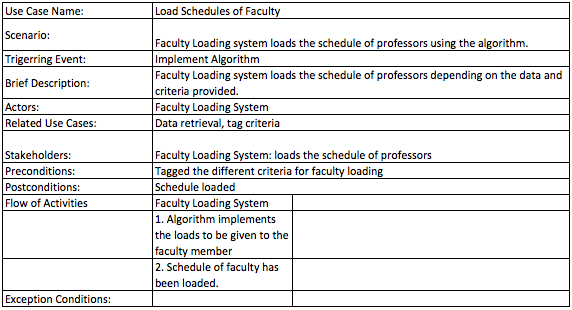 Use Case Name: Load Schedules of Faculty
Scenario: Faculty Loading system loads the schedule of professors using the algorithm.
Trigerring Event: Implement Algorithm
Brief Description: Faculty Loading system loads the schedule of professors depending on the data and
criteria provided.
Actors: Faculty Loading System
Related Use Cases: Data retrieval, tag criteria
Stakeholders: Faculty Loading System: loads the schedule of professors
Preconditions: Tagged the different criteria for faculty loading
Postconditions: Schedule loaded
Flow of Activities Faculty Loading System
1. Algorithm implements
the loads to be given to the
faculty member
2. Schedule of faculty has
been loaded.
Exception Conditions: